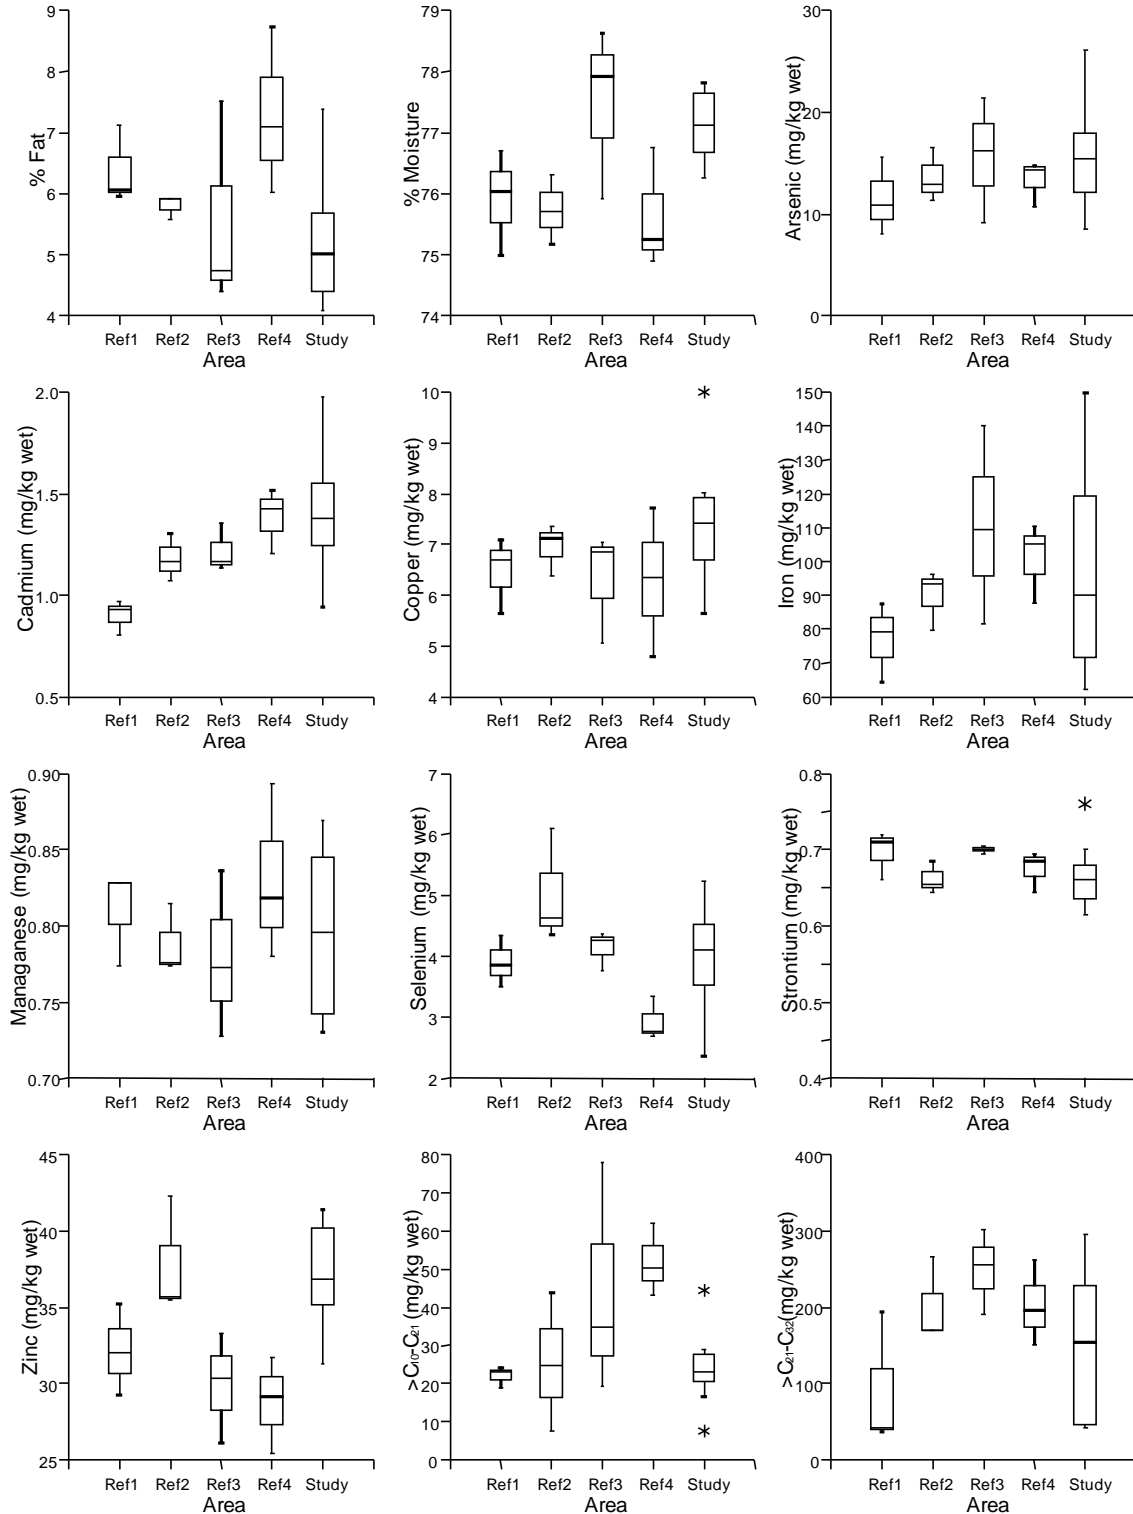 % Fat
9
8
7
6
5
4
Ref1 Ref2 Ref3 Ref4 Study
Area
% Moisture
79
78
77
76
75
74
Ref1 Ref2 Ref3 Ref4 Study
Area
Arsenic (mg/kg wet)
30
20
10
0
Ref1 Ref2 Ref3 Ref4 Study
Area
Cadmium (mg/kg wet)
2.0
1.5
1.0
0.5
Ref1 Ref2 Ref3 Ref4 Study
Area
Copper (mg/kg wet)
10
9
8
7
6
5
4
Ref1 Ref2 Ref3 Ref4 Study
Area
Iron (mg/kg wet)
150
140
130
120
110
100
90
80
70
60
Ref1 Ref2 Ref3 Ref4 Study
Area
Managanese (mg/kg wet)
0.90
0.85
0.80
0.75
0.70
Ref1 Ref2 Ref3 Ref4 Study
Area
Selenium (mg/kg wet)
7
6
5
4
3
2
Ref1 Ref2 Ref3 Ref4 Study
Area
Strontium (mg/kg wet)
0.8
0.7
0.6
0.5
0.4
Ref1 Ref2 Ref3 Ref4 Study
Area
Zinc (mg/kg wet)
45
40
35
30
25
Ref1 Ref2 Ref3 Ref4 Study
Area
>C10-C21 (mg/kg wet)
80
70
60
50
40
30
20
10
0
Ref1 Ref2 Ref3 Ref4 Study
Area
>C21-C32(mg/kg wet)
400
300
200
100
0
Ref1 Ref2 Ref3 Ref4 Study
Area